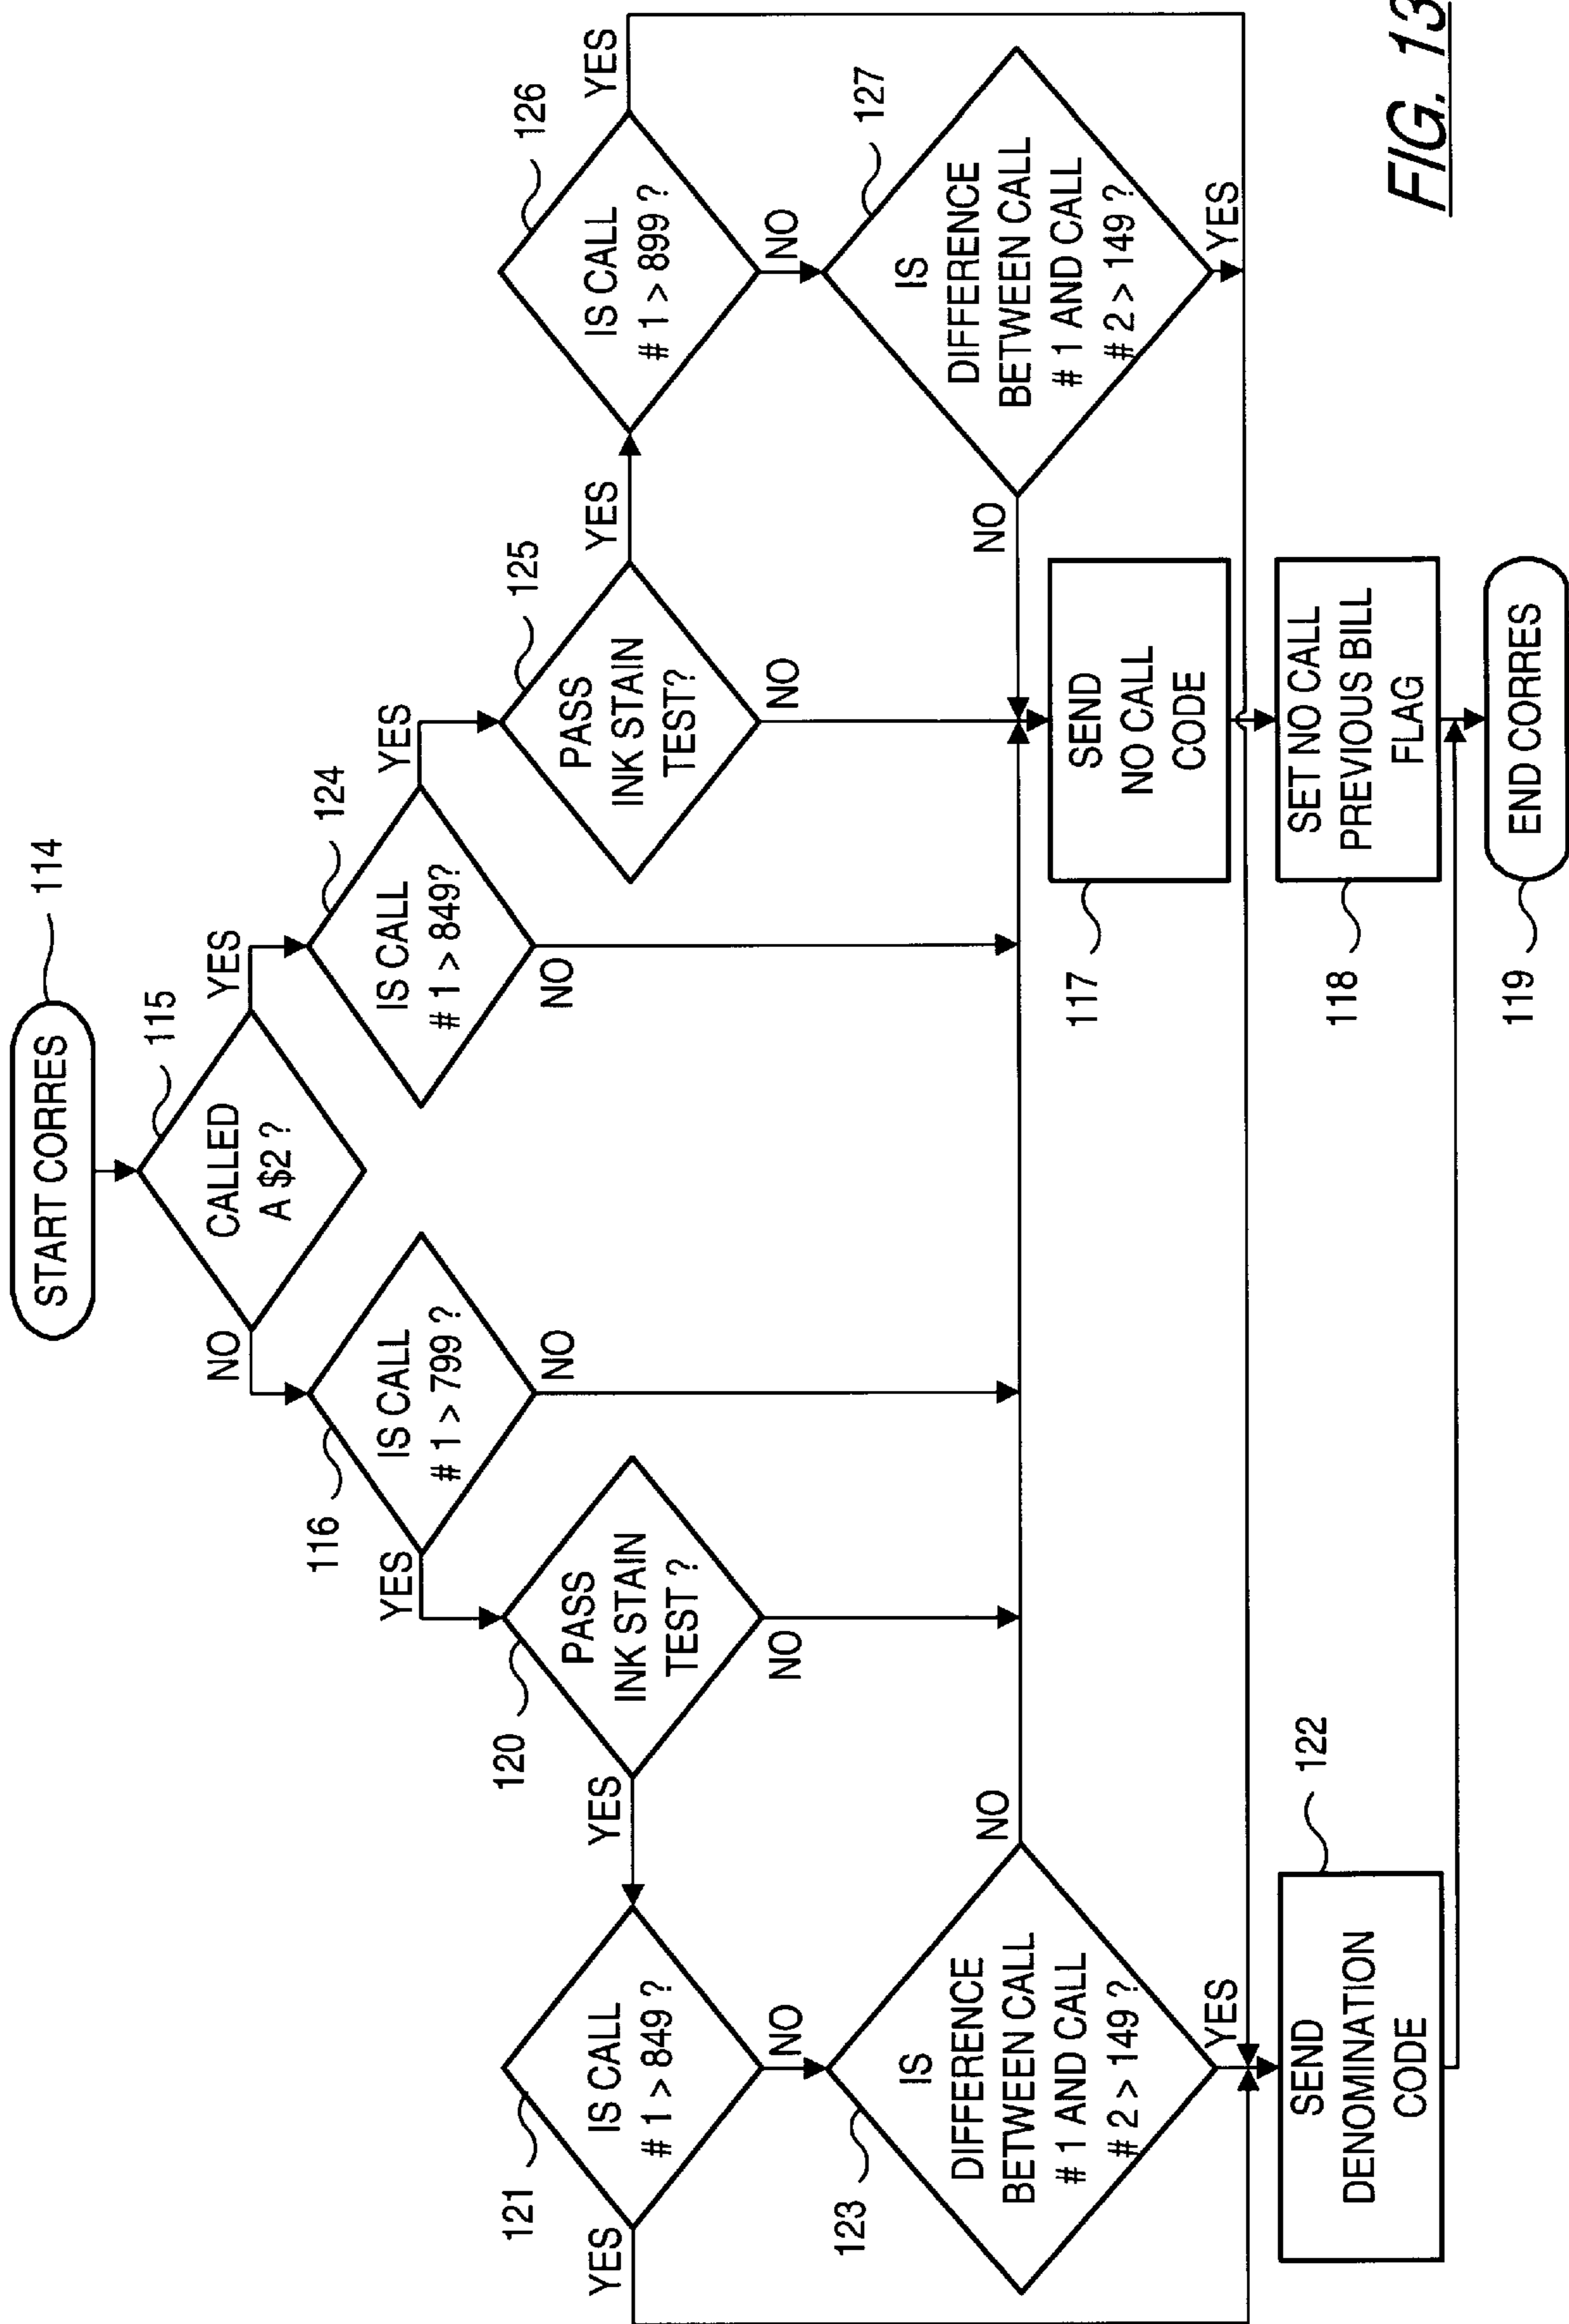 START CORRES
114
CALLED
A $2 ?
115
NO
YES
IS CALL
# 1 > 799 ?
116
YES
NO
IS CALL
# 1 > 849?
124
YES
NO
PASS
INK STAIN
TEST ?
120
YES
NO
PASS
INK STAIN
TEST?
125
YES
NO
IS CALL
# 1 > 849 ?
121
YES
NO
IS CALL
# 1 > 899 ?
126
YES
NO
IS
DIFFERENCE
BETWEEN CALL
# 1 AND CALL
# 2 > 149 ?
123
NO
YES
IS
DIFFERENCE
BETWEEN CALL
# 1 AND CALL
# 2 > 149 ?
127
NO
YES
SEND
NO CALL
CODE
117
SEND
DENOMINATION
CODE
122
SET NO CALL
PREVIOUS BILL
FLAG
118
END CORRES
119
FIG. 13